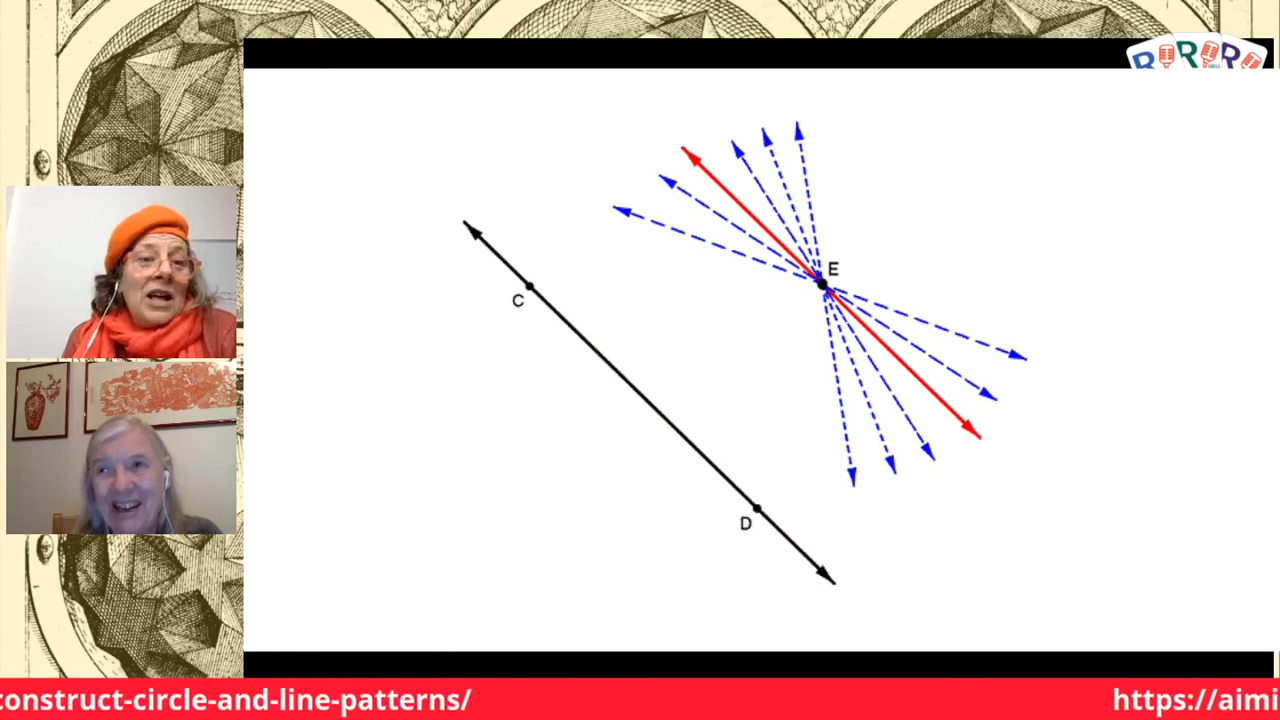 R R R
E
C
D
construct-circle-and-line-patterns/
https://aimi